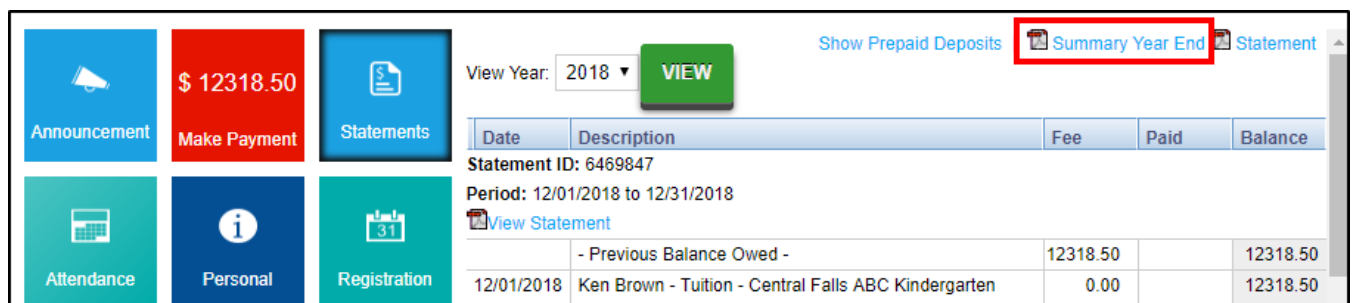 Announcement
$ 12318.50
Make Payment
Statements
Attendance
Personal
31
Registration
Show Prepaid Deposits
Summary Year End
Statement
View Year: 2018 VIEW
Date Description Fee Paid Balance
Statement ID: 6469847
Period: 12/01/2018 to 12/31/2018
View Statement
- Previous Balance Owed - 12318.50 12318.50
12/01/2018 Ken Brown - Tuition - Central Falls ABC Kindergarten 0.00 12318.50